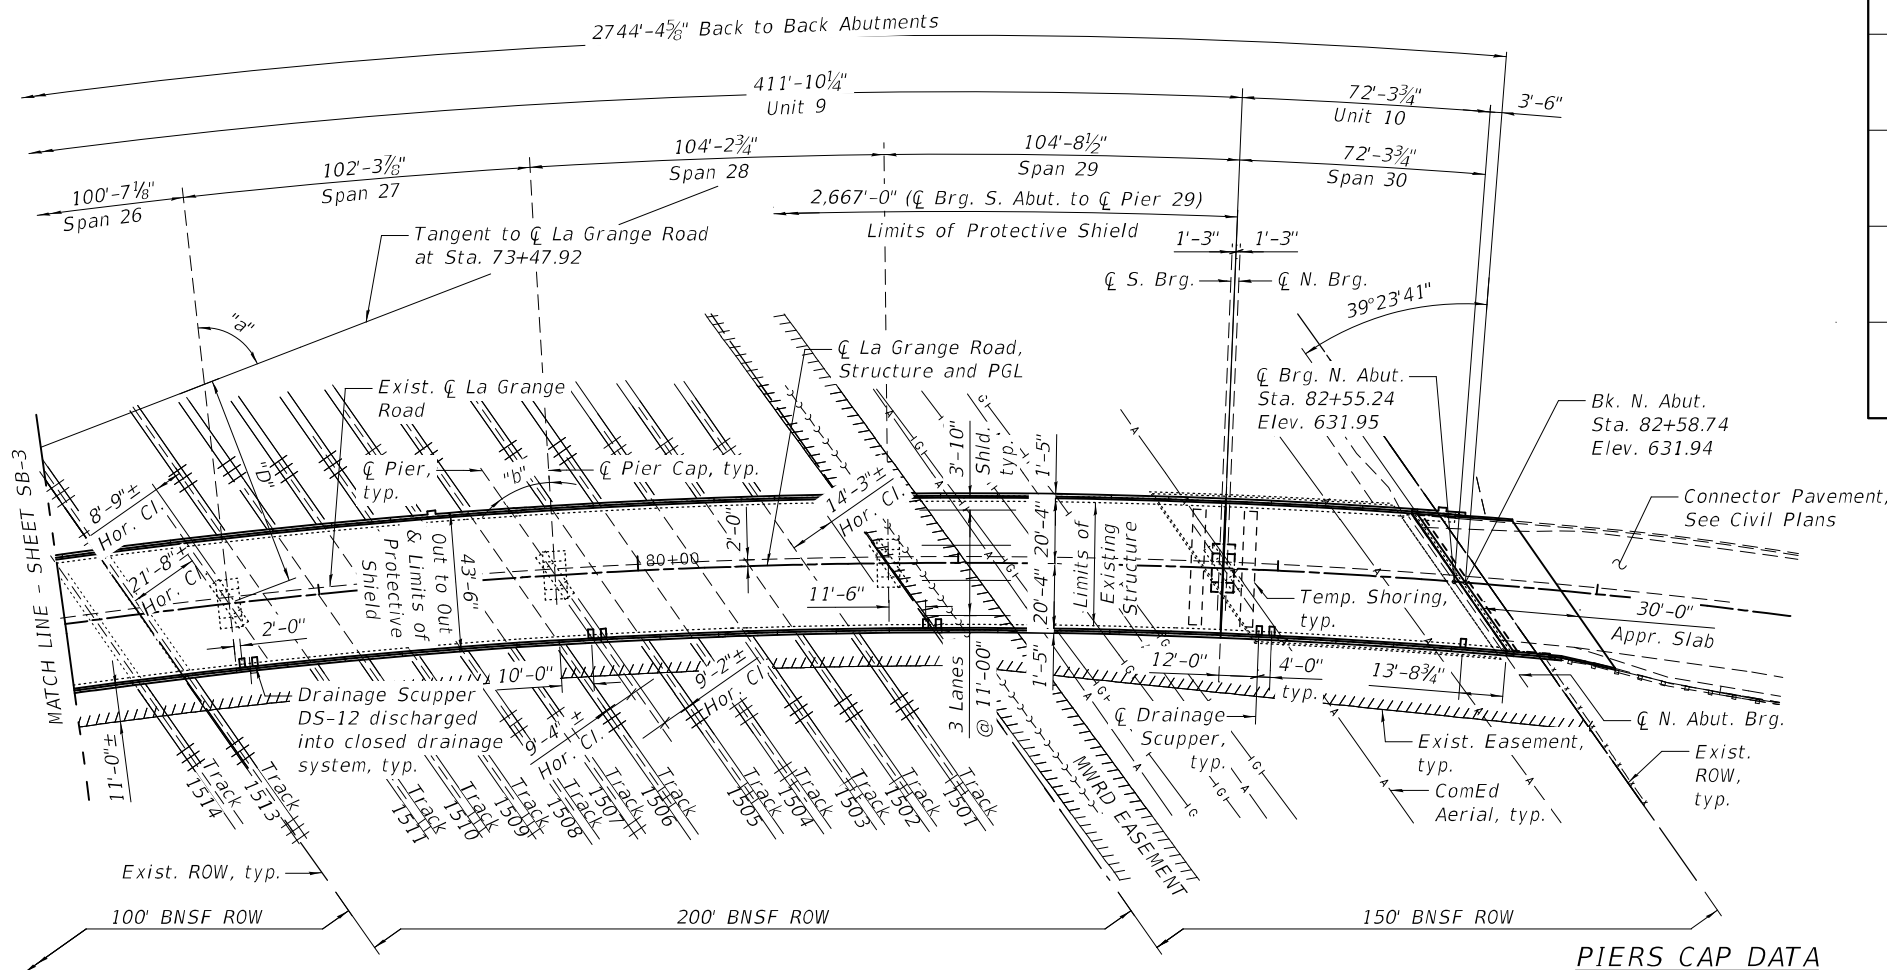 2744'-4⅝" Back to Back Abutments
411'-10¼"
Unit 9
72'-3¾"
Unit 10
3'-6"
100'-7⅛"
Span 26
102'-3⅞"
Span 27
104'-2¾"
Span 28
104'-8½"
Span 29
72'-3¾"
Span 30
2,667'-0" (℄ Brg. S. Abut. to ℄ Pier 29)
Limits of Protective Shield
Tangent to ℄ La Grange Road
at Sta. 73+47.92
1'-3"
1'-3"
℄ S. Brg.
℄ N. Brg.
39°23'41"
"a"
℄ La Grange Road,
Structure and PGL
Exist. ℄ La Grange
Road
℄ Brg. N. Abut.
Sta. 82+55.24
Elev. 631.95
Bk. N. Abut.
Sta. 82+58.74
Elev. 631.94
MATCH LINE - SHEET SB-3
8'-9"±
Hor. Cl.
"D"
℄ Pier,
typ.
"b"
℄ Pier Cap, typ.
14'-3"±
Hor. Cl.
3'-10"
Shld.
typ.
1'-5"
Connector Pavement,
See Civil Plans
21'-8"±
Hor. Cl.
Out to Out
& Limits of
Protective
Shield
43'-6"
80+00
2'-0"
11'-6"
20'-4"
20'-4"
Limits of
Existing
Structure
Temp. Shoring,
typ.
30'-0"
Appr. Slab
2'-0"
11'-0"±
Drainage Scupper
DS-12 discharged
into closed drainage
system, typ.
10'-0"
9'-4" ±
Hor. Cl.
9'-2"±
Hor. Cl
3 Lanes
@ 11'-00"
1'-5"
12'-0"
4'-0"
typ.
13'-8¾"
℄ Drainage
Scupper,
typ.
℄ N. Abut. Brg.
Exist. Easement,
typ.
Exist.
ROW,
typ.
ComEd
Aerial, typ.
Track
1514
Track
1513
Track
1511
Track
1510
Track
1509
Track
1508
Track
1507
Track
1506
Track
1505
Track
1504
Track
1503
Track
1502
Track
1501
MWRD EASEMENT
Exist. ROW, typ.
100' BNSF ROW
200' BNSF ROW
150' BNSF ROW
PIERS CAP DATA